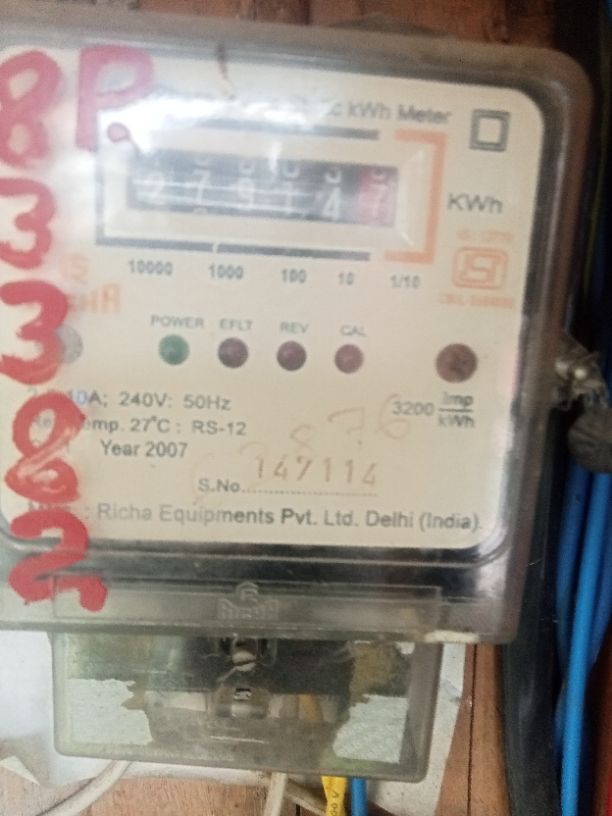 8P.
3
3
8
2
kWh Meter
2 7 9 1 4 7
KWh
10000 1000 100 10 1/10
POWER EFLT REV CAL
10A; 240V: 50Hz
3200 Imp/kWh
Temp. 27°C : RS-12
Year 2007
S.No. 147114
: Richa Equipments Pvt. Ltd. Delhi (India).